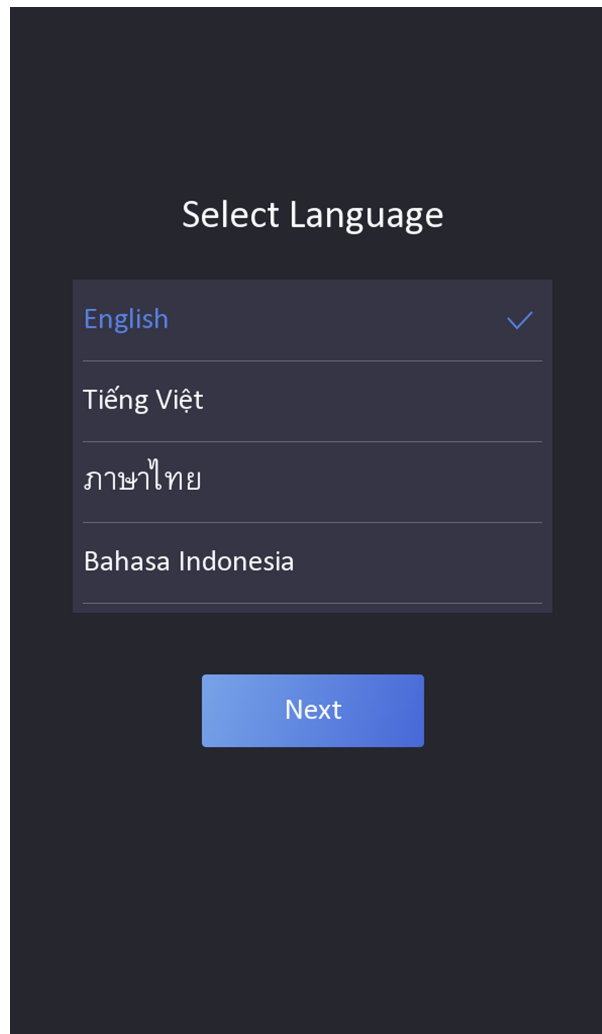 Select Language
English
Tiếng Việt
ภาษาไทย
Bahasa Indonesia
Next